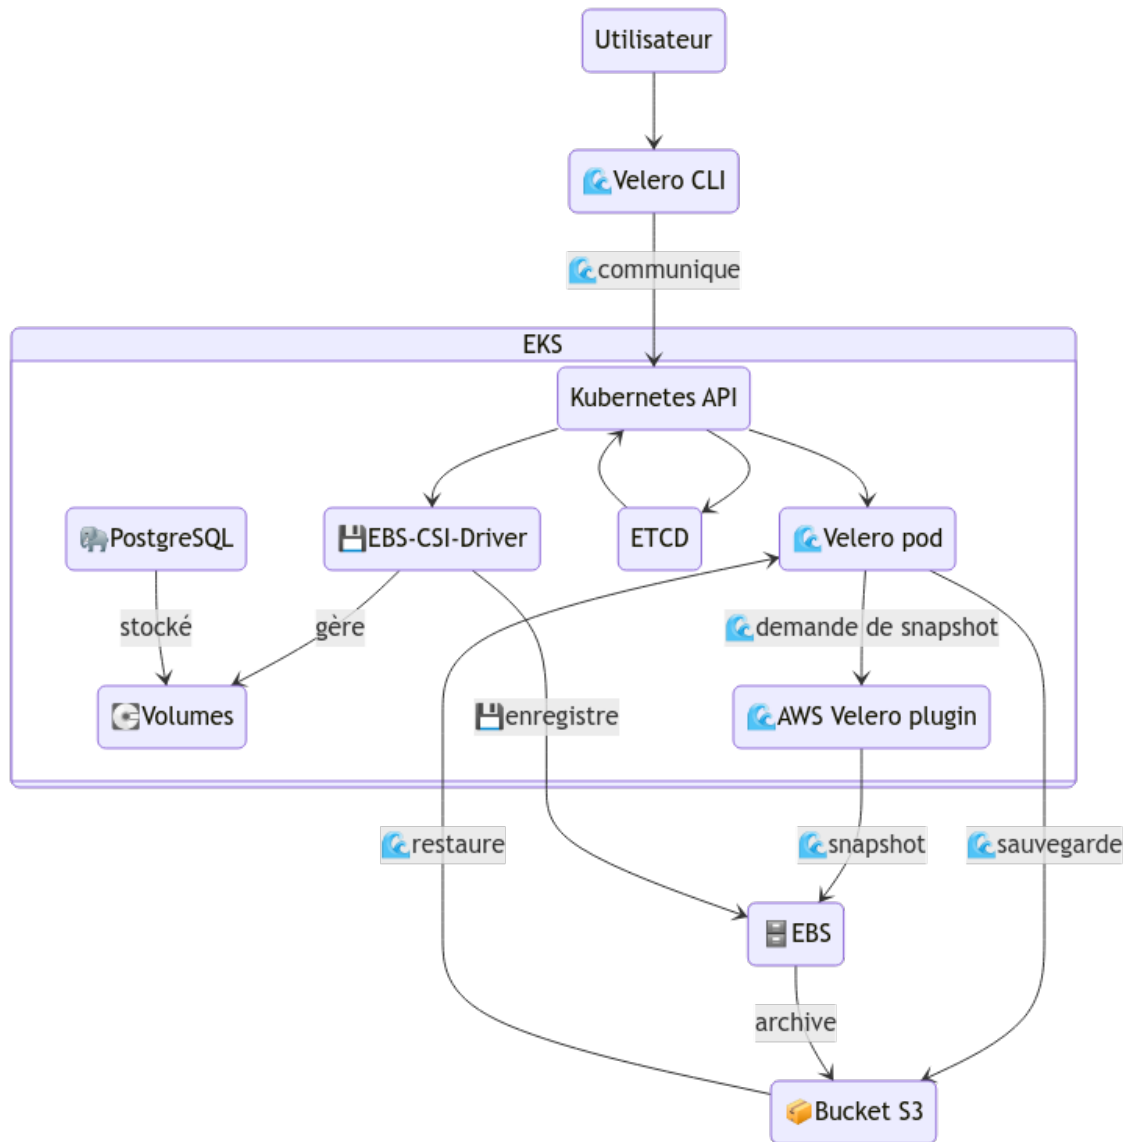 Utilisateur
🌊Velero CLI
🌊communique
EKS
Kubernetes API
🐘PostgreSQL
💾EBS-CSI-Driver
ETCD
🌊Velero pod
stocké
gère
🌊demande de snapshot
💽Volumes
💾enregistre
🌊AWS Velero plugin
🌊restaure
🌊snapshot
🌊sauvegarde
🗄️EBS
archive
📦Bucket S3